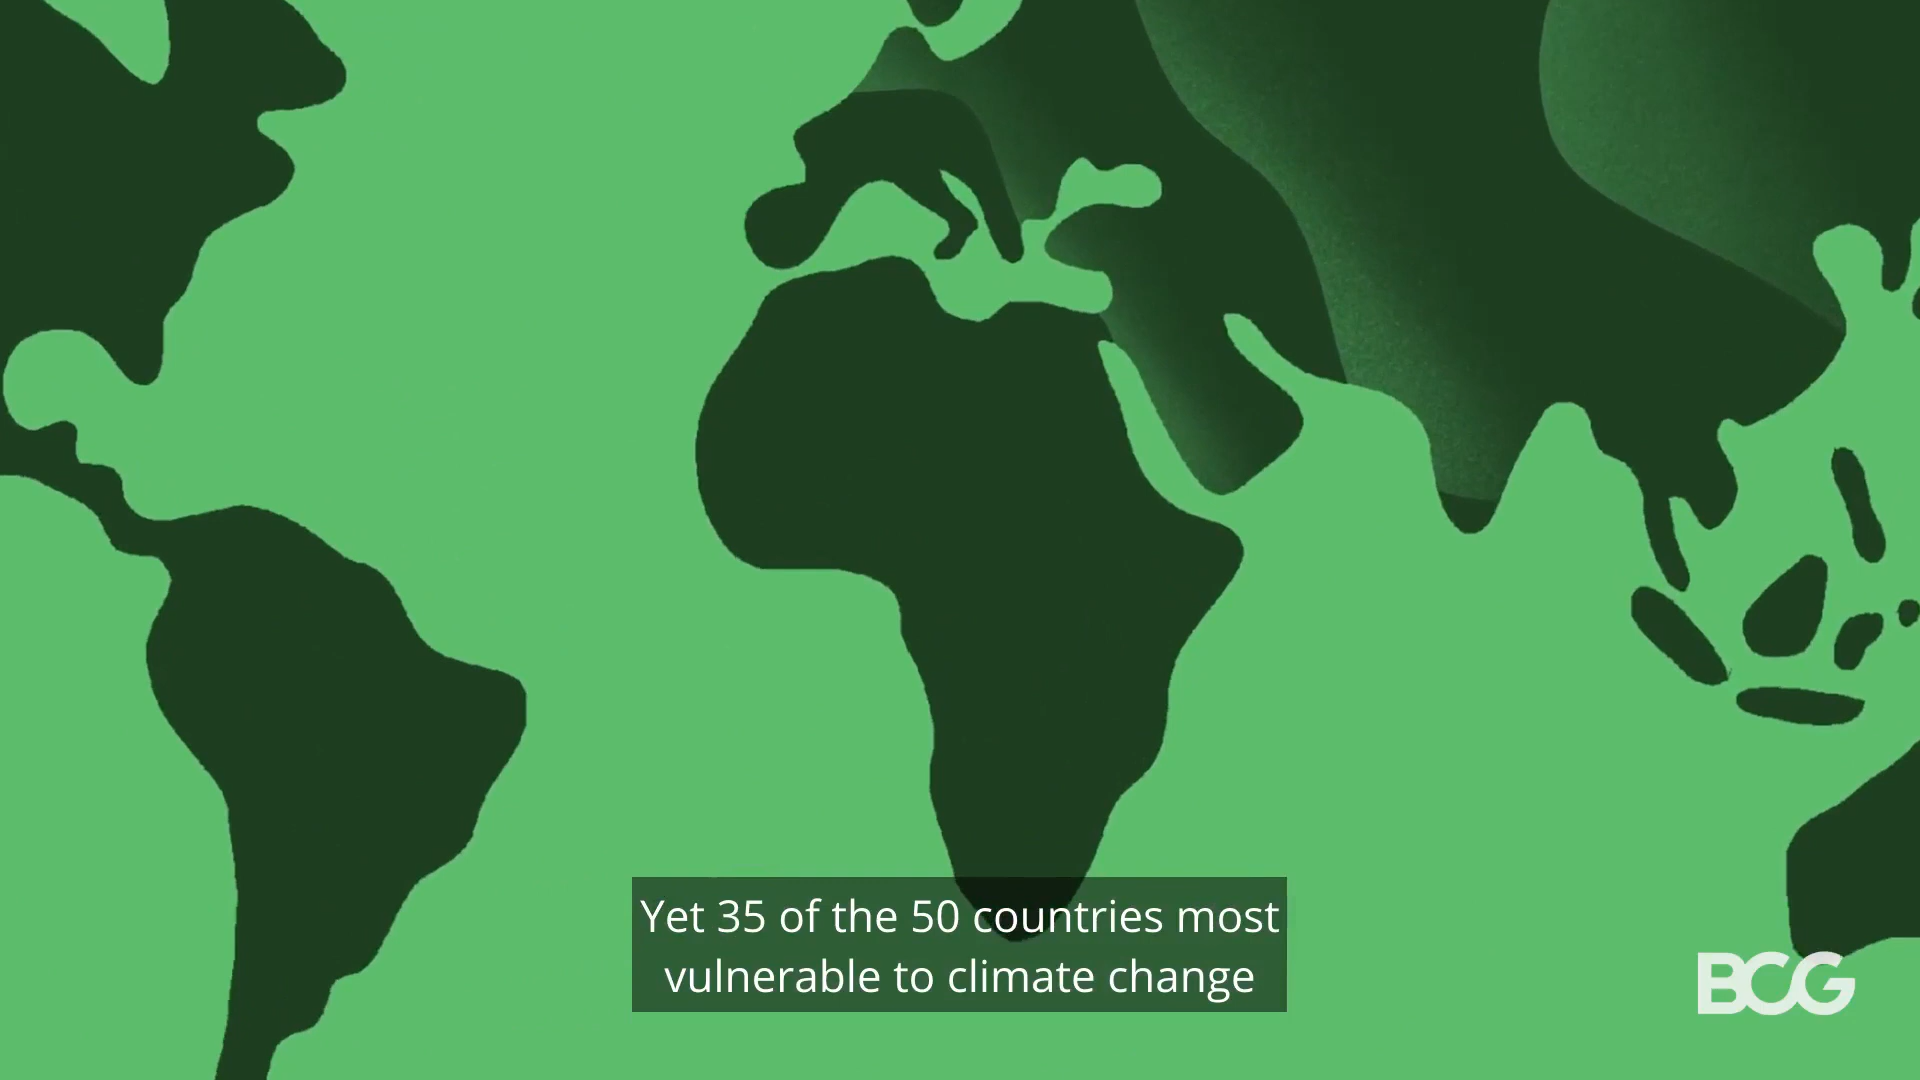 Yet 35 of the 50 countries most
vulnerable to climate change
BCG